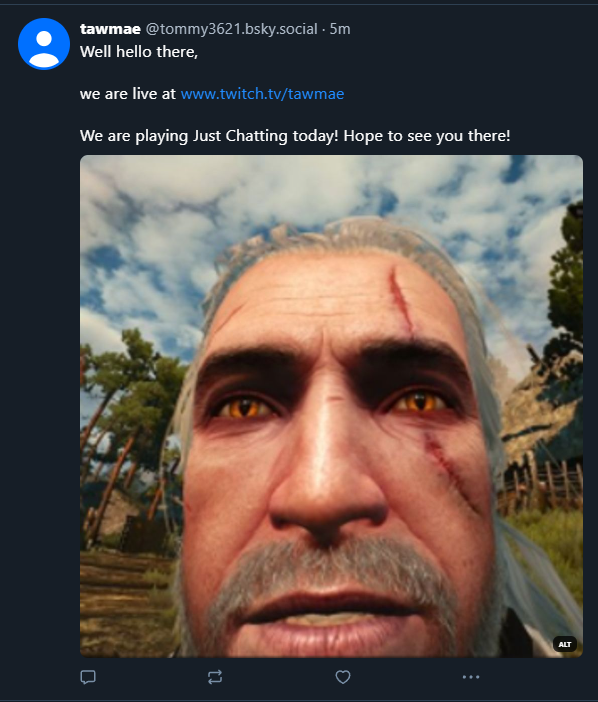 tawmae @tommy3621.bsky.social · 5m
Well hello there,
we are live at www.twitch.tv/tawmae
We are playing Just Chatting today! Hope to see you there!
ALT